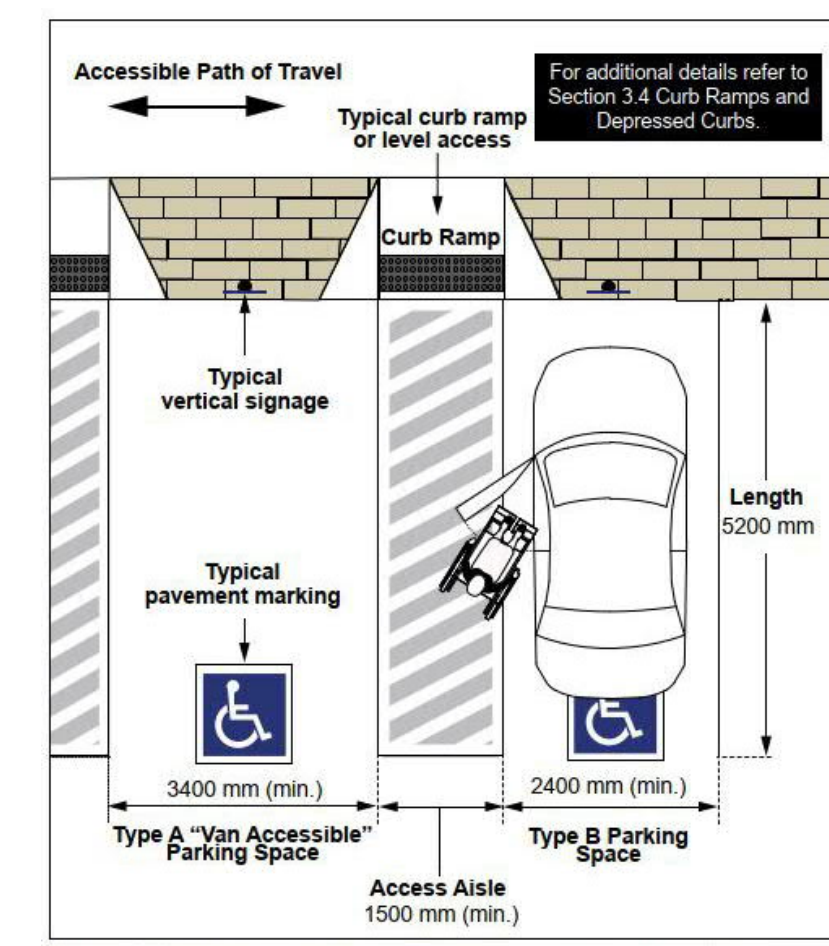 Accessible Path of Travel
For additional details refer to
Section 3.4 Curb Ramps and
Depressed Curbs.
Typical curb ramp
or level access
Curb Ramp
Typical
vertical signage
Length
5200 mm
Typical
pavement marking
3400 mm (min.)
2400 mm (min.)
Type A “Van Accessible”
Parking Space
Type B Parking
Space
Access Aisle
1500 mm (min.)